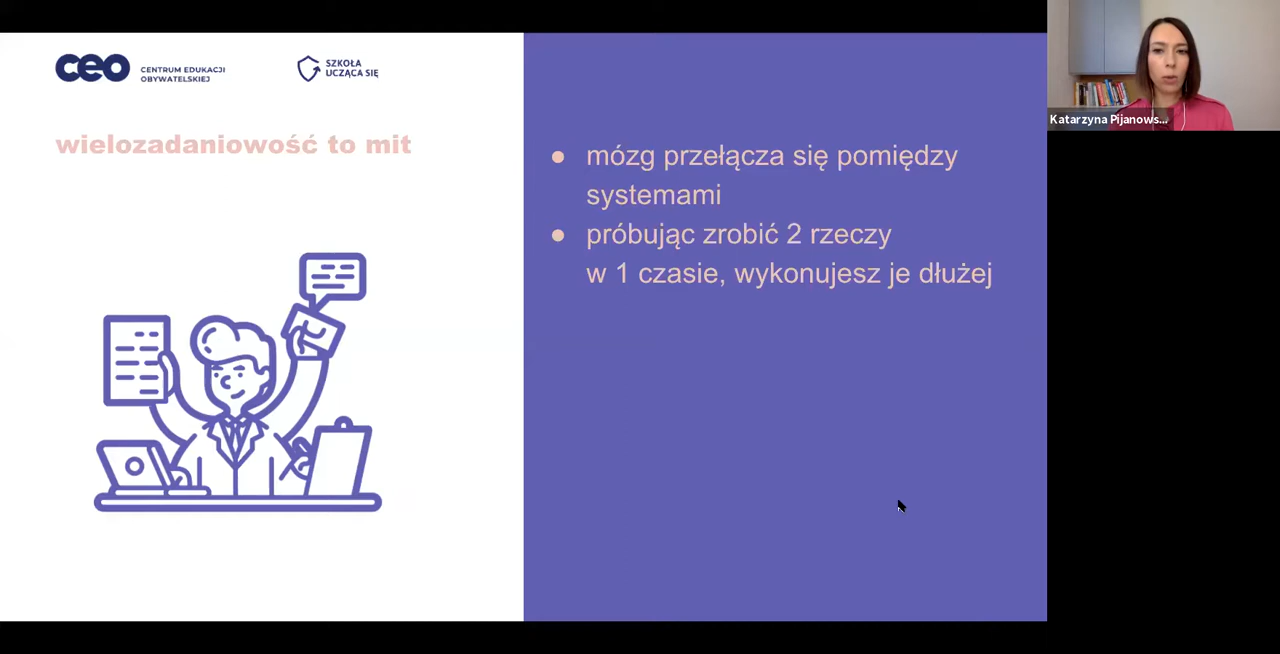 ceo
CENTRUM EDUKACJI
OBYWATELSKIEJ
SZKOŁA
UCZĄCA SIĘ
wielozadaniowość to mit
● mózg przełącza się pomiędzy
systemami
● próbując zrobić 2 rzeczy
w 1 czasie, wykonujesz je dłużej
Katarzyna Pijanows...